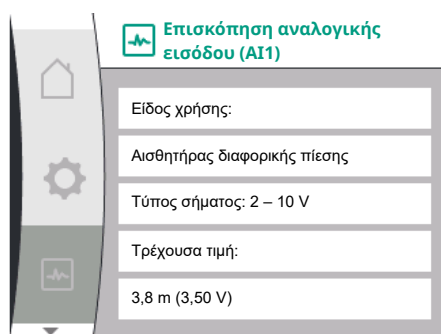 Επισκόπηση αναλογικής
εισόδου (AI1)
Είδος χρήσης:
Αισθητήρας διαφορικής πίεσης
Τύπος σήματος: 2 – 10 V
Τρέχουσα τιμή:
3,8 m (3,50 V)